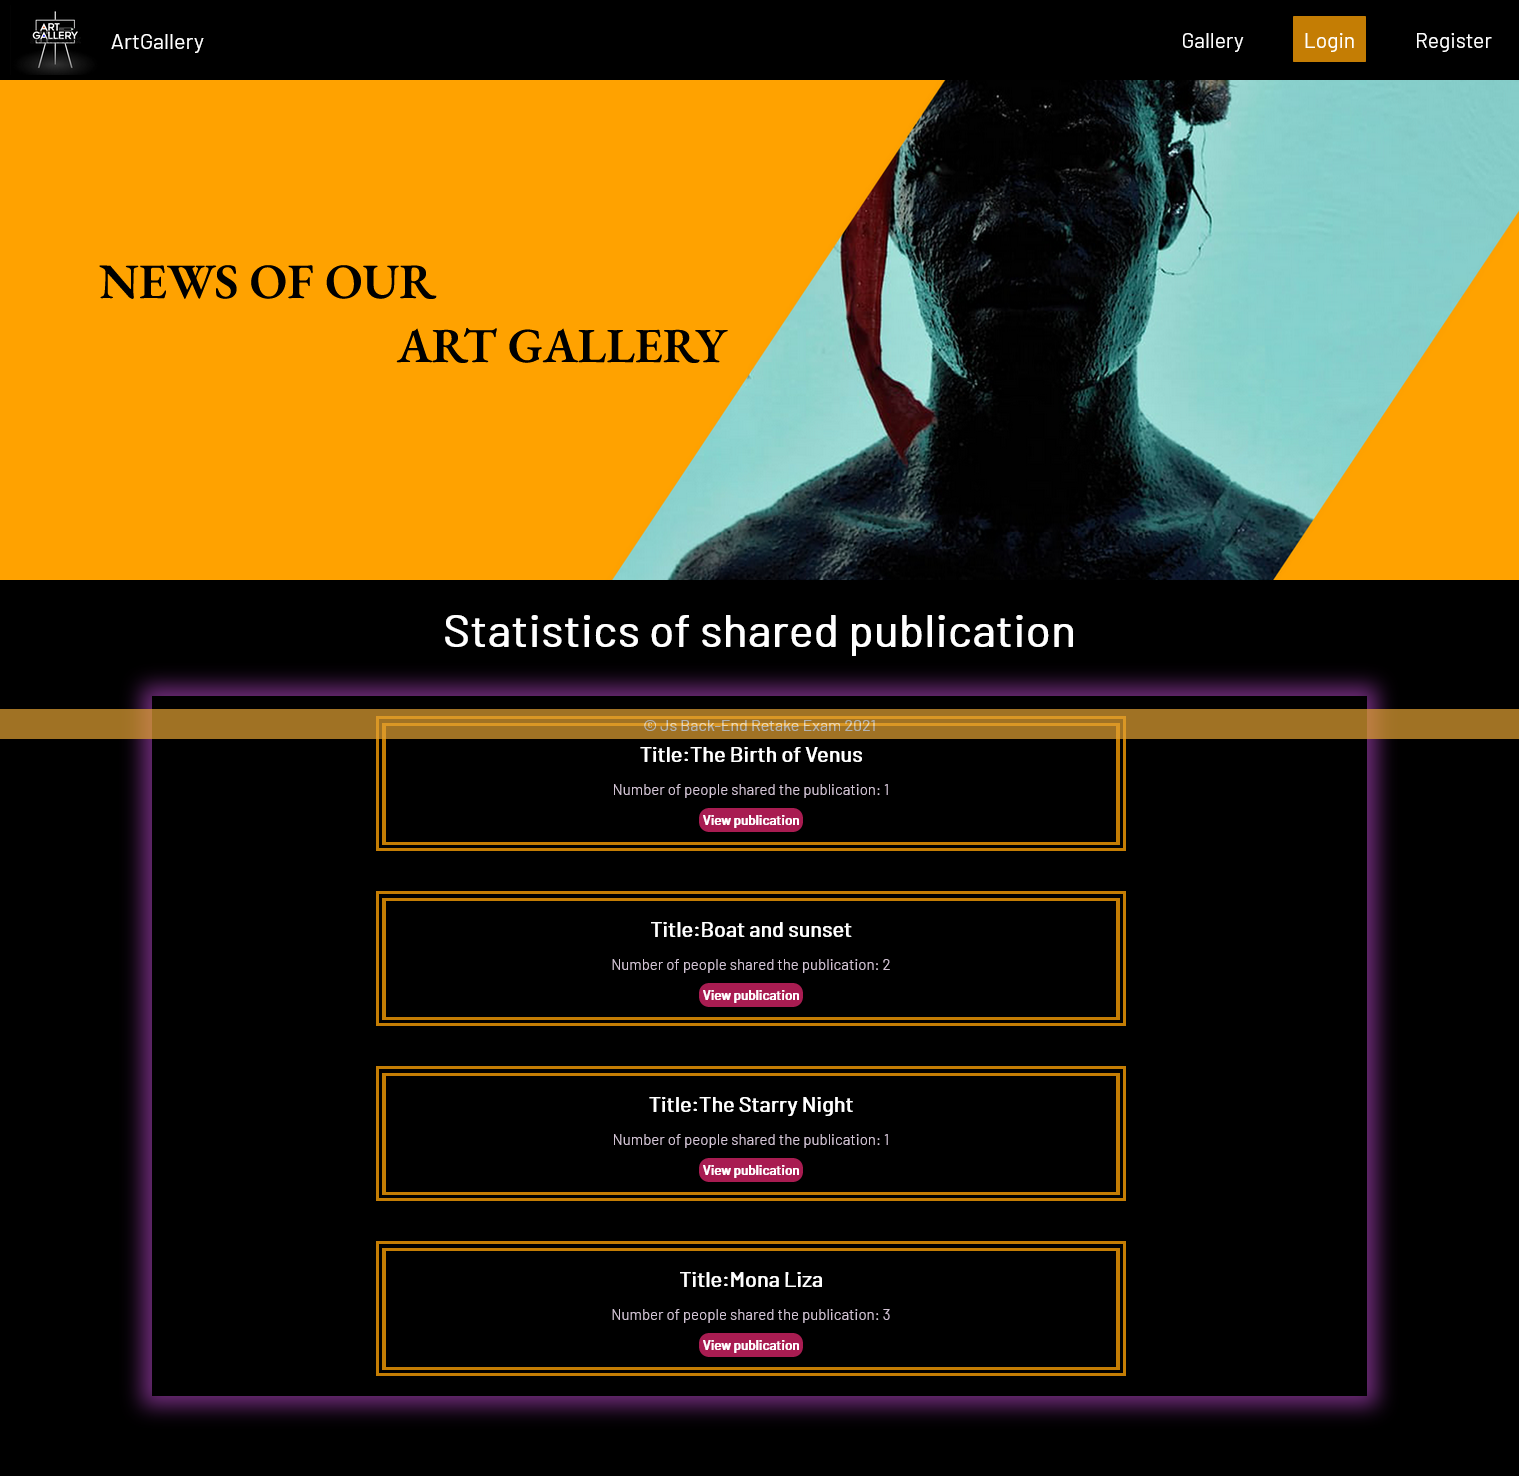 ART
GALLERY
ArtGallery
Gallery
Login
Register
NEWS OF OUR
ART GALLERY
Statistics of shared publication
© Js Back-End Retake Exam 2021
Title:The Birth of Venus
Number of people shared the publication: 1
View publication
Title:Boat and sunset
Number of people shared the publication: 2
View publication
Title:The Starry Night
Number of people shared the publication: 1
View publication
Title:Mona Liza
Number of people shared the publication: 3
View publication